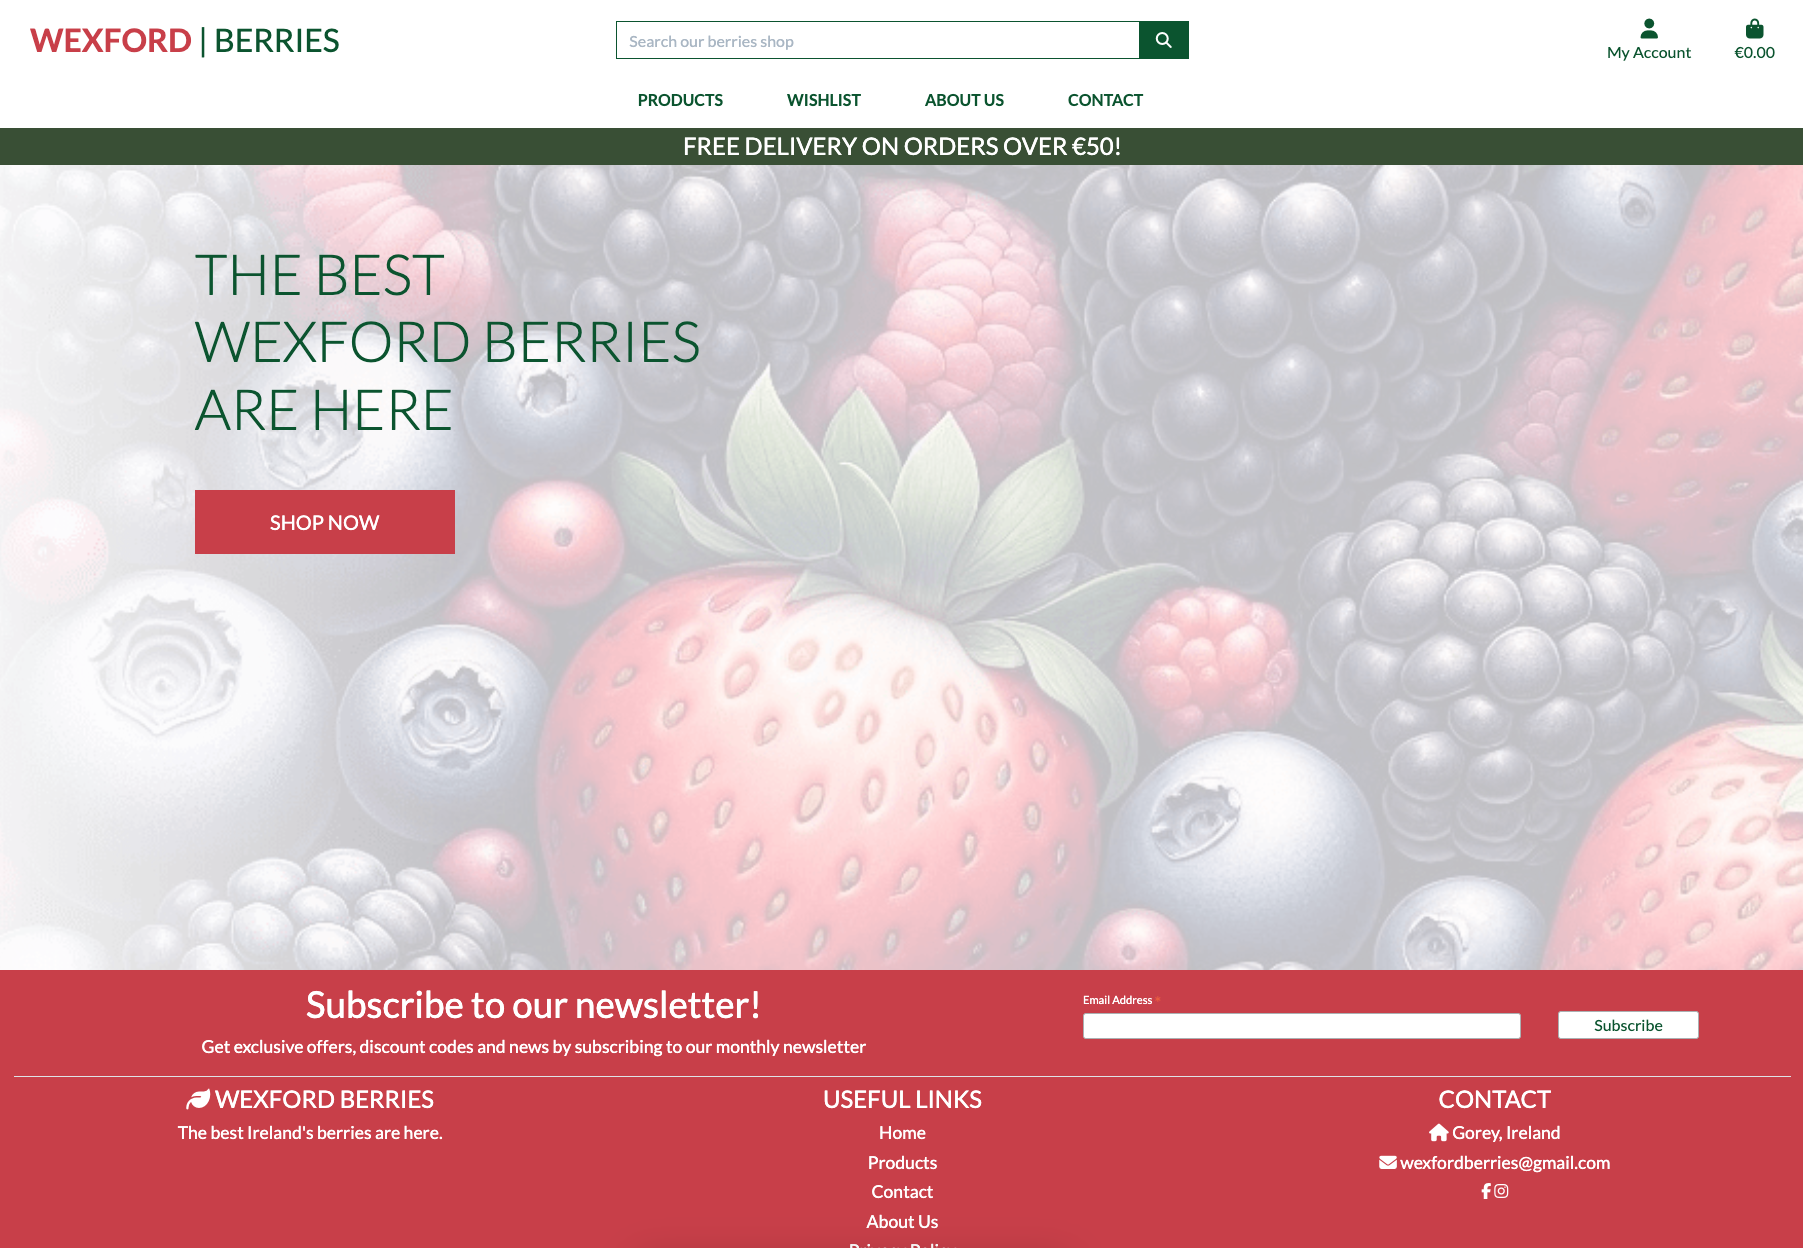 WEXFORD | BERRIES
Search our berries shop
My Account
€0.00
PRODUCTS WISHLIST ABOUT US CONTACT
FREE DELIVERY ON ORDERS OVER €50!
THE BEST
WEXFORD BERRIES
ARE HERE
SHOP NOW
Subscribe to our newsletter!
Get exclusive offers, discount codes and news by subscribing to our monthly newsletter
Email Address *
Subscribe
WEXFORD BERRIES
The best Ireland's berries are here.
USEFUL LINKS
Home
Products
Contact
About Us
Privacy Policy
CONTACT
Gorey, Ireland
wexfordberries@gmail.com